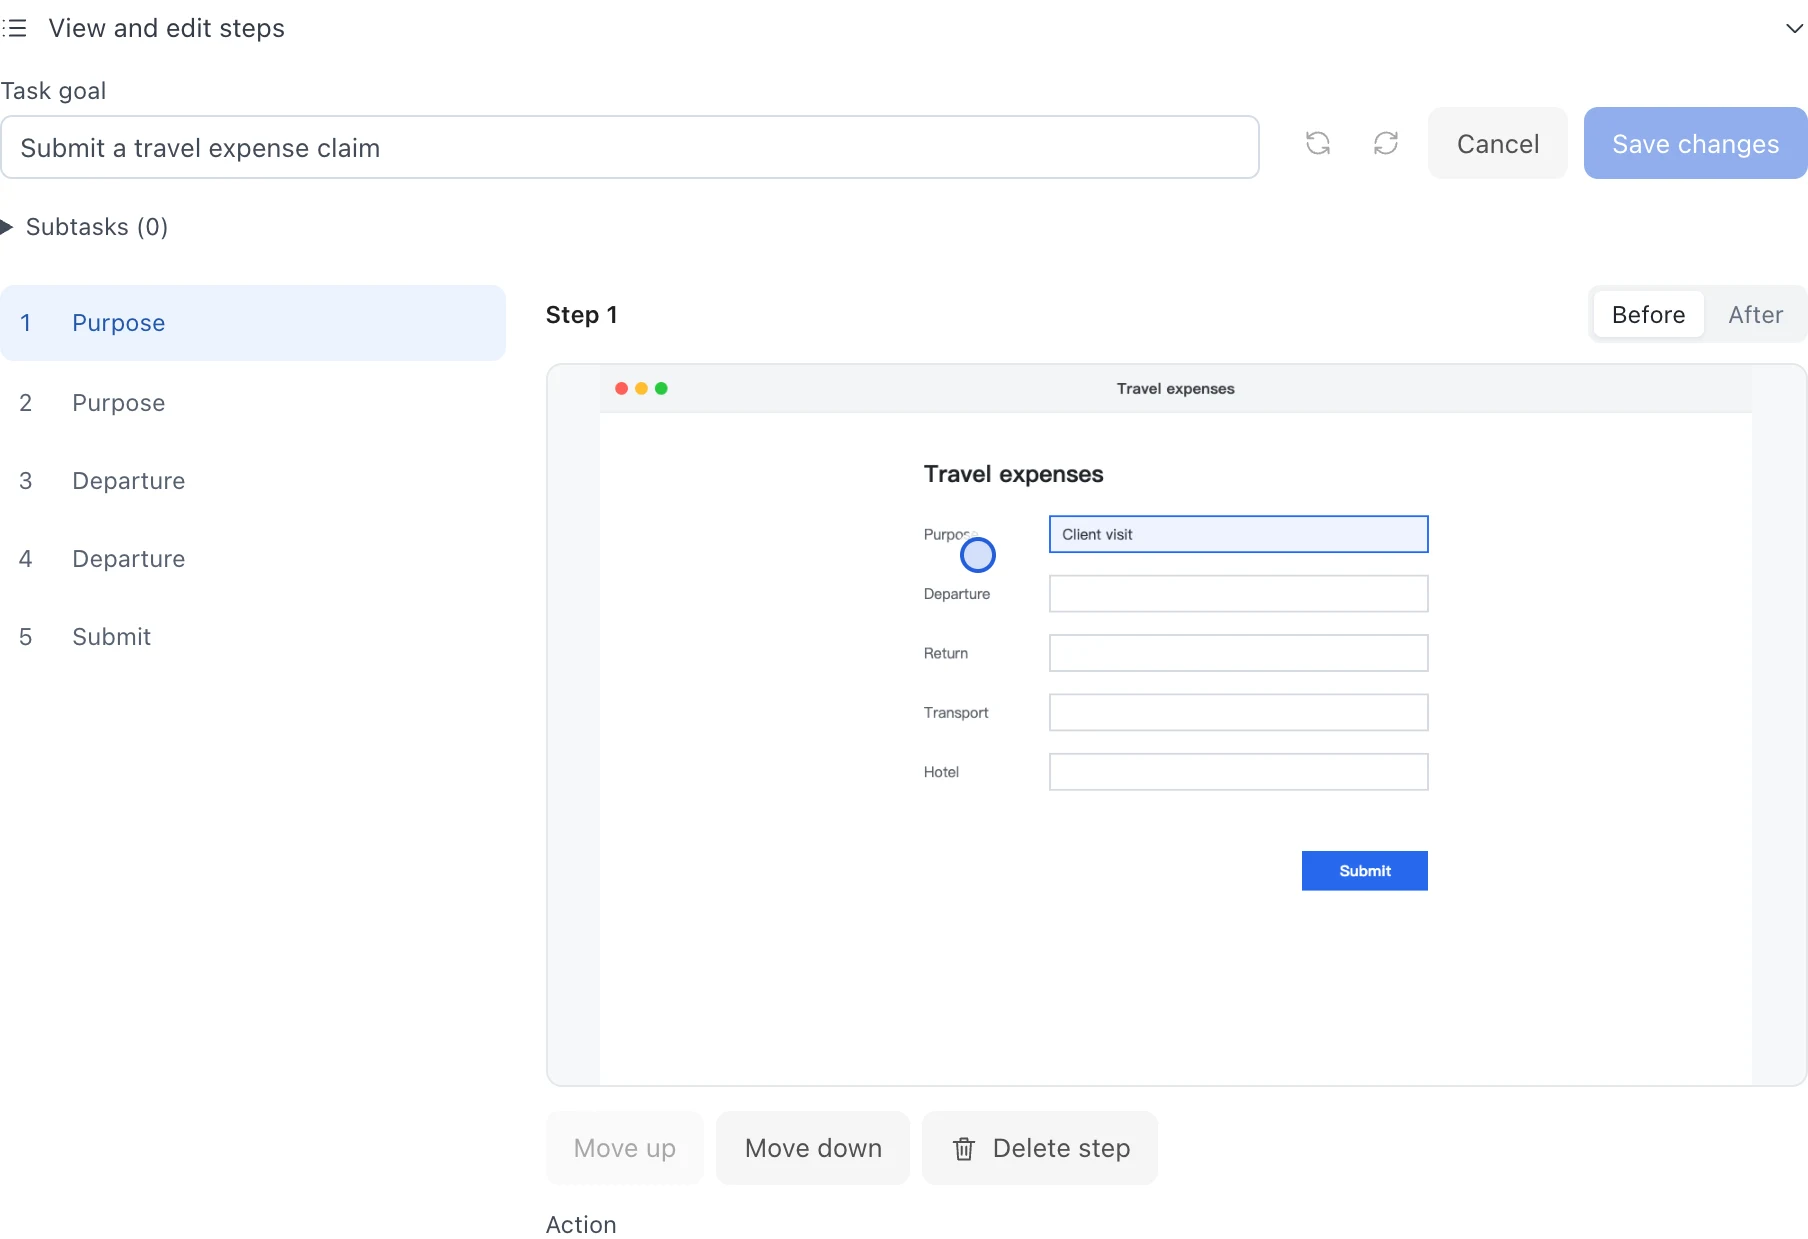 View and edit steps
Task goal
Submit a travel expense claim
Cancel
Save changes
Subtasks (0)
1 Purpose
2 Purpose
3 Departure
4 Departure
5 Submit
Step 1
Before After
Travel expenses
Travel expenses
Purpose Client visit
Departure
Return
Transport
Hotel
Submit
Move up Move down Delete step
Action